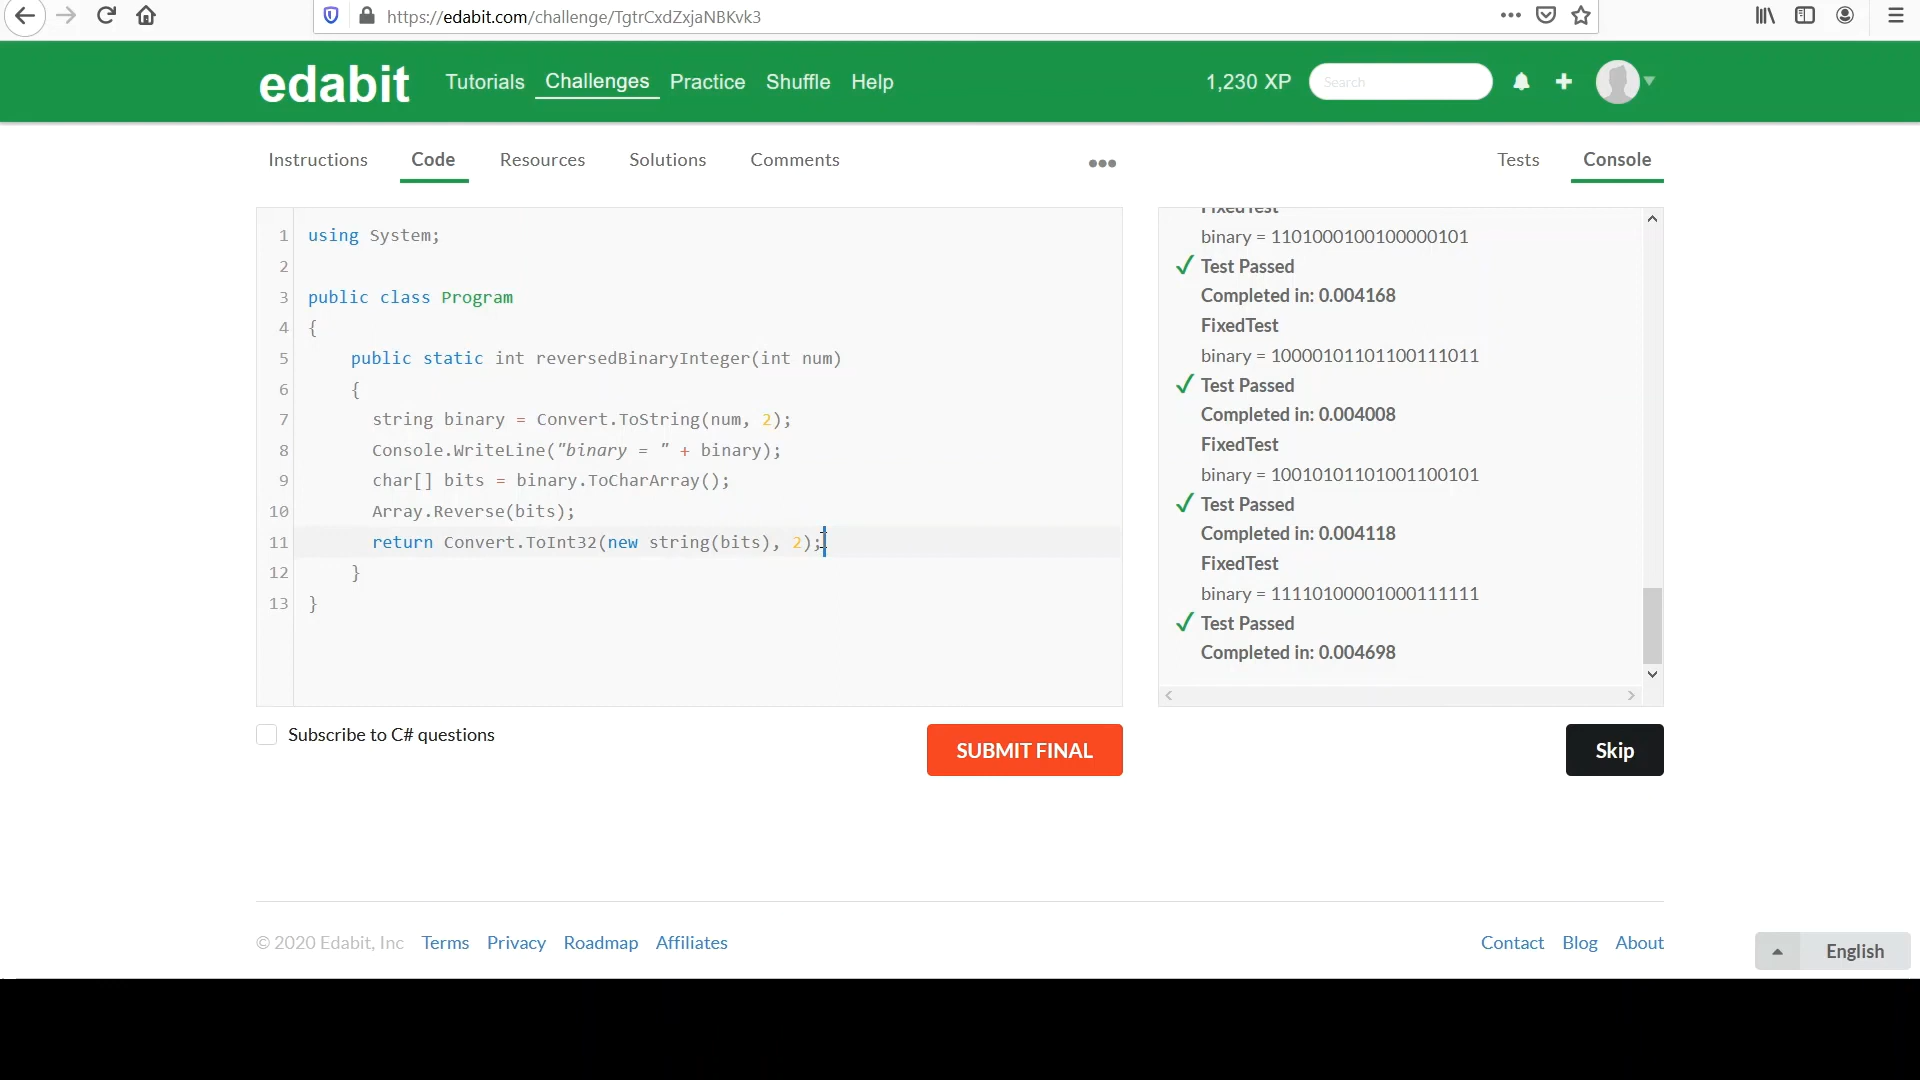 https://edabit.com/challenge/TgtrCxdZxjaNBKvk3
edabit Tutorials Challenges Practice Shuffle Help 1,230 XP Search
Instructions Code Resources Solutions Comments Tests Console
1 using System;
2
3 public class Program
4 {
5 public static int reversedBinaryInteger(int num)
6 {
7 string binary = Convert.ToString(num, 2);
8 Console.WriteLine("binary = " + binary);
9 char[] bits = binary.ToCharArray();
10 Array.Reverse(bits);
11 return Convert.ToInt32(new string(bits), 2);
12 }
13 }
FixedTest
binary = 1101000100100000101
Test Passed
Completed in: 0.004168
FixedTest
binary = 10000101101100111011
Test Passed
Completed in: 0.004008
FixedTest
binary = 10010101101001100101
Test Passed
Completed in: 0.004118
FixedTest
binary = 11110100001000111111
Test Passed
Completed in: 0.004698
Subscribe to C# questions
SUBMIT FINAL
Skip
© 2020 Edabit, Inc Terms Privacy Roadmap Affiliates Contact Blog About
English